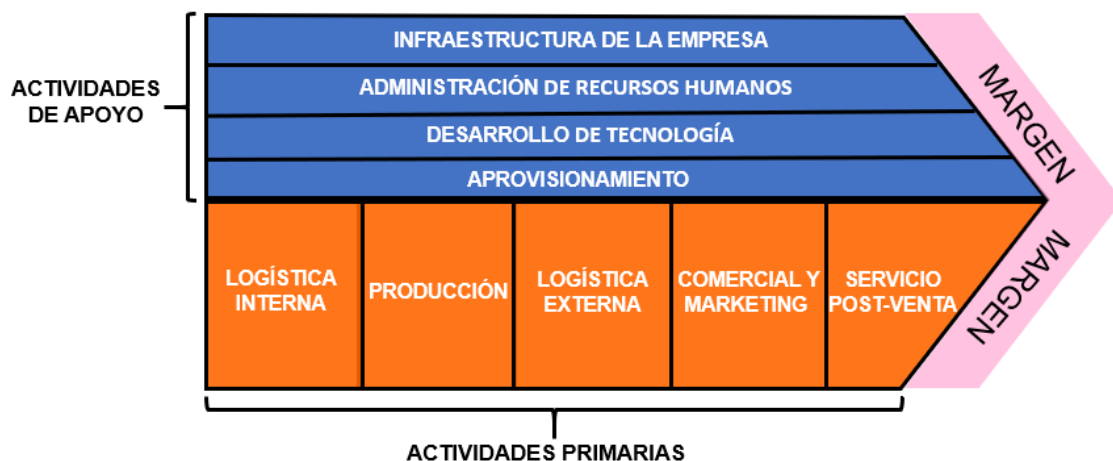 ACTIVIDADES
DE APOYO
INFRAESTRUCTURA DE LA EMPRESA
ADMINISTRACIÓN DE RECURSOS HUMANOS
DESARROLLO DE TECNOLOGÍA
APROVISIONAMIENTO
MARGEN
LOGÍSTICA
INTERNA
PRODUCCIÓN
LOGÍSTICA
EXTERNA
COMERCIAL Y
MARKETING
SERVICIO
POST-VENTA
MARGEN
ACTIVIDADES PRIMARIAS